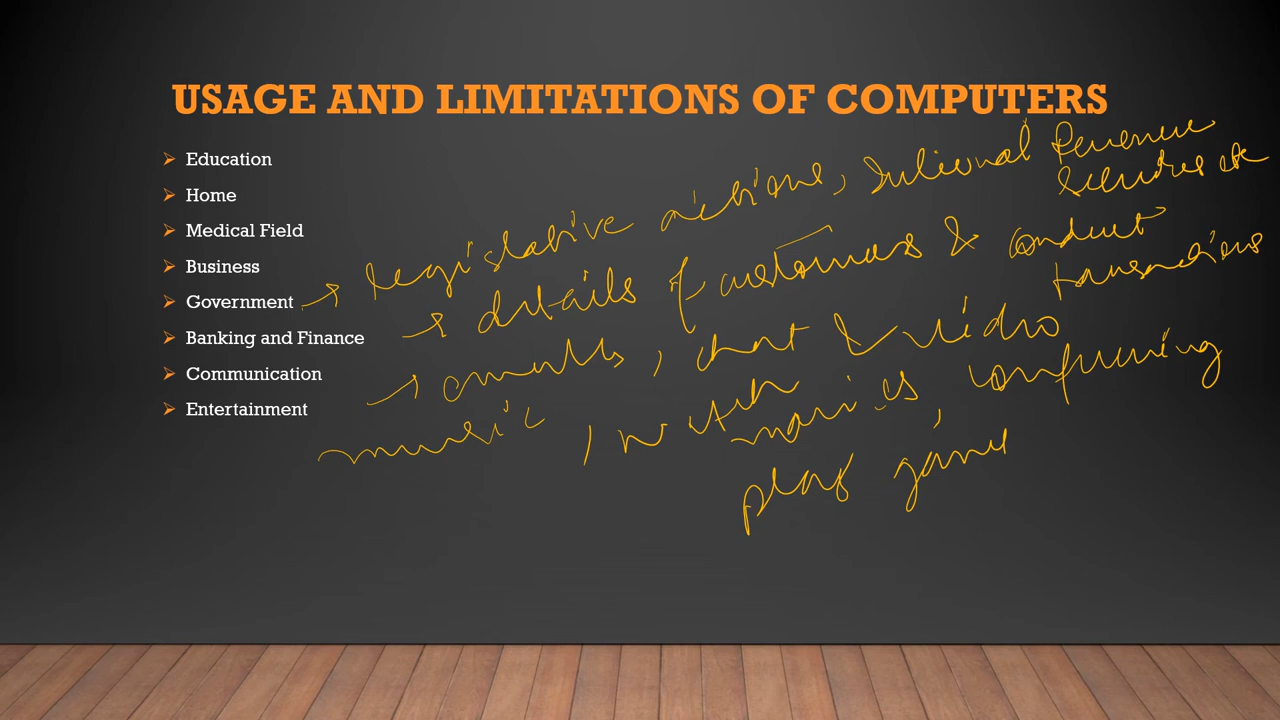 USAGE AND LIMITATIONS OF COMPUTERS
Education
Home
Medical Field
Business
Government → legislative actions, Revenue
Services etc
Banking and Finance → details of customers & conduct
transactions
Communication → emails, chat & video
conferencing
Entertainment
music, watch
movies,
play game